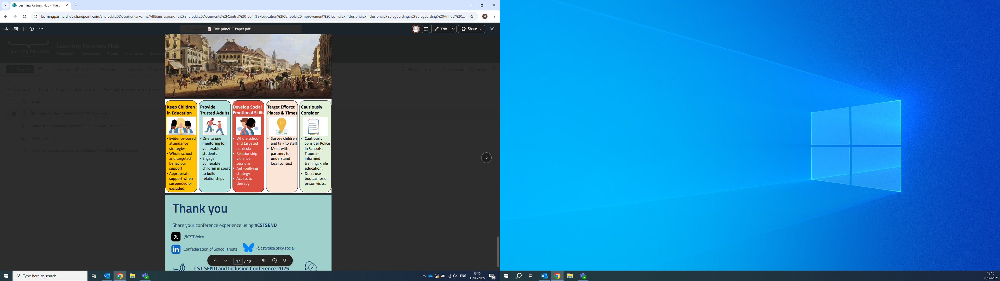 Learning Partners Hub - Five pri
learningpartnershub.sharepoint.com/Shared%20Documents/Forms/AllItems.aspx?id=%2FShared%20Documents%2FCentral%20Team%2FEducation%2FSchool%20Improvement%20Team%2FInclusion%2FInclusion%2FSafeguarding%2FSafeguarding%20Annual%20...
H
Five princi...T Paper.pdf
Edit
Share
Learning Partners
Learning Partners Hub
Homepage Documents Groups Hub Areas Recycle
New Edit in grid view Open Share Copy link Delete All Documents 1 selected Details
Documents > Central Team > Education > School Improvement Team
Name
Five principles for inclusion 2025 CST Paper.pdf
Safeguarding training September 2023 Central Team.pptx
To include.docx
Working Together to Safeguard Children May 2025 final version.pdf
Keep Children
in Education
• Evidence-based
attendance
strategies
• Whole school
and targeted
behaviour
support
• Appropriate
support when
suspended or
excluded.
Provide
Trusted Adults
• One to one
mentoring for
vulnerable
students
• Engage
vulnerable
children in sport
to build
relationships
Develop Social
Emotional Skills
• Whole school
and targeted
curricula
• Relationship
violence
sessions
• Anti-bullying
strategy
• Access to
therapy
Target Efforts:
Places & Times
• Survey children
and talk to staff
• Meet with
partners to
understand
local context
Cautiously
Consider
• Cautiously
consider Police
in Schools,
Trauma-
informed
training, knife
education.
• Don't use
bootcamps or
prison visits.
Thank you
Share your conference experience using #CSTSEND
@CSTVoice
Confederation of School Trusts
@cstvoice.bsky.social
17 / 18
CST SEND and Inclusion Conference 2025
Type here to search
ENG
13:15
11/06/2025
16
13:15
11/06/2025